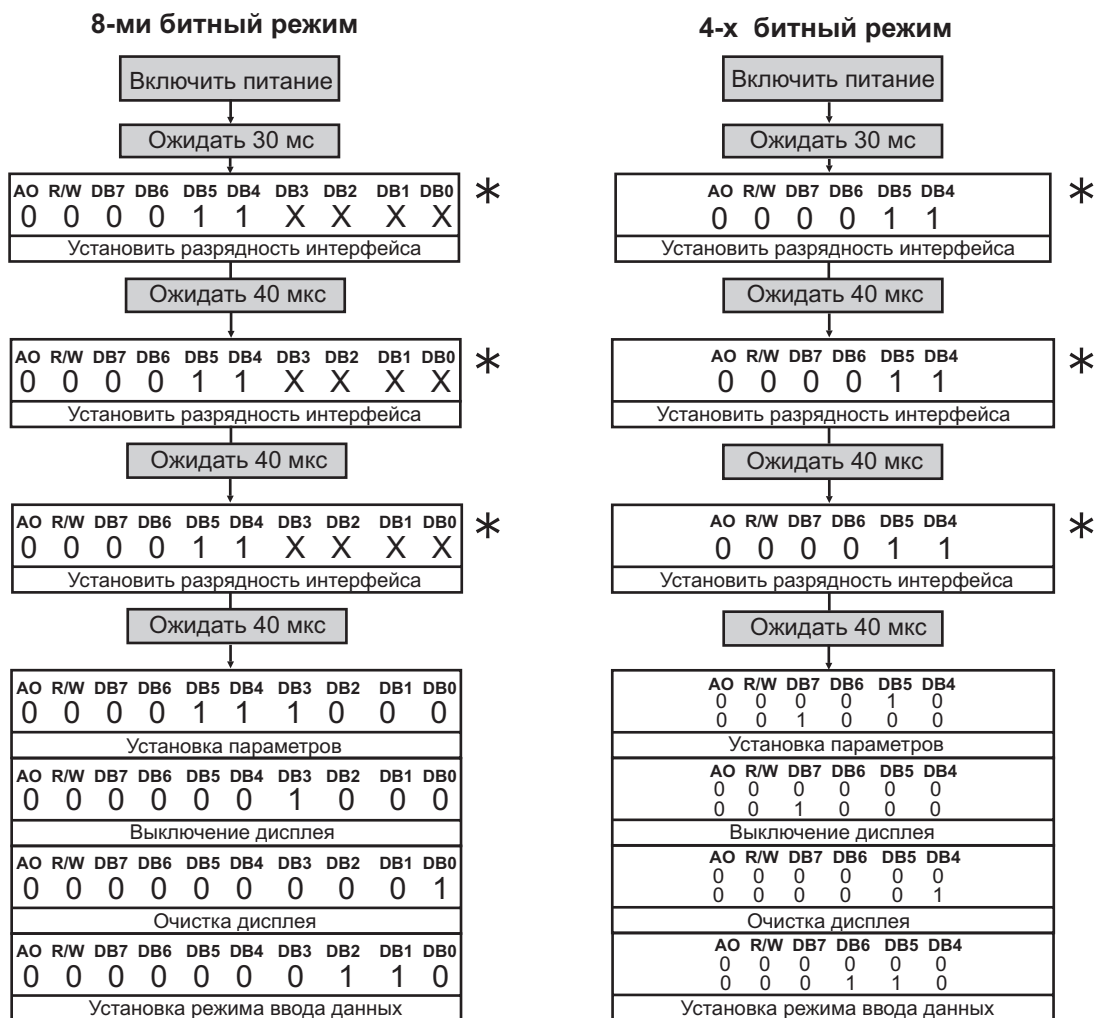 8-ми битный режим
Включить питание
Ожидать 30 мс
AO R/W DB7 DB6 DB5 DB4 DB3 DB2 DB1 DB0
0 0 0 0 1 1 X X X X
*
Установить разрядность интерфейса
Ожидать 40 мкс
AO R/W DB7 DB6 DB5 DB4 DB3 DB2 DB1 DB0
0 0 0 0 1 1 X X X X
*
Установить разрядность интерфейса
Ожидать 40 мкс
AO R/W DB7 DB6 DB5 DB4 DB3 DB2 DB1 DB0
0 0 0 0 1 1 X X X X
*
Установить разрядность интерфейса
Ожидать 40 мкс
AO R/W DB7 DB6 DB5 DB4 DB3 DB2 DB1 DB0
0 0 0 0 1 1 1 0 0 0
Установка параметров
AO R/W DB7 DB6 DB5 DB4 DB3 DB2 DB1 DB0
0 0 0 0 0 0 1 0 0 0
Выключение дисплея
AO R/W DB7 DB6 DB5 DB4 DB3 DB2 DB1 DB0
0 0 0 0 0 0 0 0 0 1
Очистка дисплея
AO R/W DB7 DB6 DB5 DB4 DB3 DB2 DB1 DB0
0 0 0 0 0 0 0 1 1 0
Установка режима ввода данных
4-х битный режим
Включить питание
Ожидать 30 мс
AO R/W DB7 DB6 DB5 DB4
0 0 0 0 1 1
*
Установить разрядность интерфейса
Ожидать 40 мкс
AO R/W DB7 DB6 DB5 DB4
0 0 0 0 1 1
*
Установить разрядность интерфейса
Ожидать 40 мкс
AO R/W DB7 DB6 DB5 DB4
0 0 0 0 1 1
*
Установить разрядность интерфейса
Ожидать 40 мкс
AO R/W DB7 DB6 DB5 DB4
0 0 0 0 1 0
0 0 1 0 0 0
Установка параметров
AO R/W DB7 DB6 DB5 DB4
0 0 0 0 0 0
0 0 1 0 0 0
Выключение дисплея
AO R/W DB7 DB6 DB5 DB4
0 0 0 0 0 0
0 0 0 0 0 1
Очистка дисплея
AO R/W DB7 DB6 DB5 DB4
0 0 0 0 0 0
0 0 0 1 1 0
Установка режима ввода данных